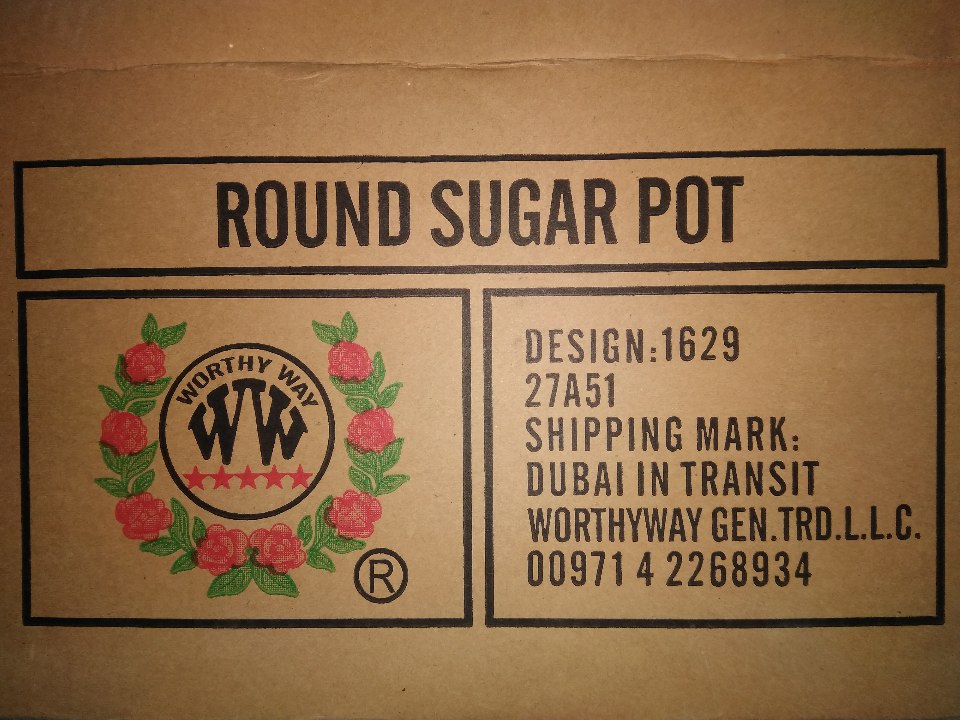 ROUND SUGAR POT
WORTHY WAY
WW
®
DESIGN:1629
27A51
SHIPPING MARK:
DUBAI IN TRANSIT
WORTHYWAY GEN.TRD.L.L.C.
00971 4 2268934